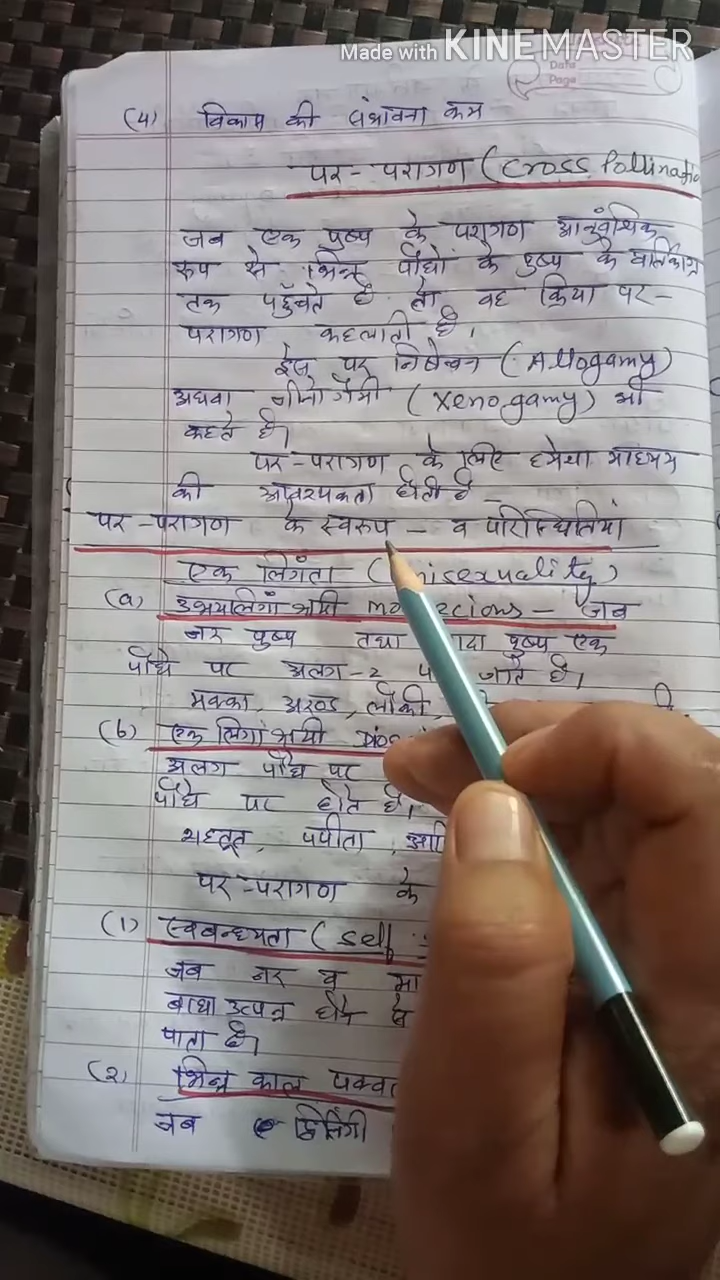 Made with KINEMASTER
Date
Page
(4) विकास की संभावना कम
पर-परागण (Cross Pollinatio
जब एक पुष्प के परागण आनुवंशिक
रूप से भिन्न पौधों के पुष्प के वर्तिकाग्र
तक पहुँचते है तो वह क्रिया पर-
परागण कहलाती है।
इसे पर निषेचन (Allogamy)
अथवा जीनोगैमी (Xenogamy) भी
कहते है।
पर-परागण के लिए हमेशा माध्यम
की आवश्यकता होती है -
पर-परागण के स्वरूप - व परिस्थितियां
एक लिंगता ( nisexuality)
(a) उभयलिंगाश्रयी - जब
नर पुष्प तथा पुष्प एक
पौधे पर अलग-2 जाते है।
मक्का, अरण्ड, लौकी,
(b) एक लिंगाश्रयी
अलग पौधे पर
पौधे पर होते है।
शहतूत, पपीता,
पर-परागण के
(1) स्वबन्ध्यता (Self
जब नर व मा
बाधा उत्पन्न होने
पाता है।
(2) भिन्न काल पक्वत
जब द्विलिंगी